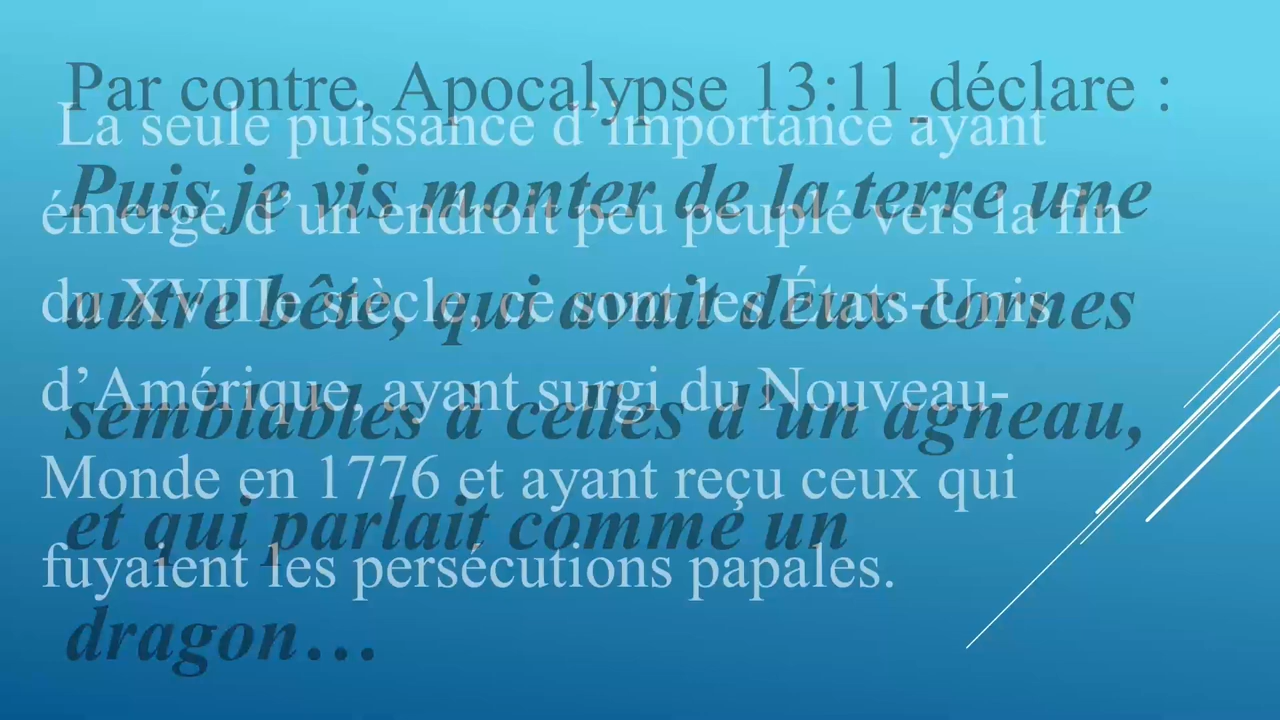 Par contre, Apocalypse 13:11 déclare :
Puis je vis monter de la terre une
autre bête, qui avait deux cornes
semblables à celles d’un agneau,
et qui parlait comme un
dragon…
La seule puissance d’importance ayant
émergé d’un endroit peu peuplé vers la fin
du XVIIIe siècle, ce sont les États-Unis
d’Amérique, ayant surgi du Nouveau-
Monde en 1776 et ayant reçu ceux qui
fuyaient les persécutions papales.